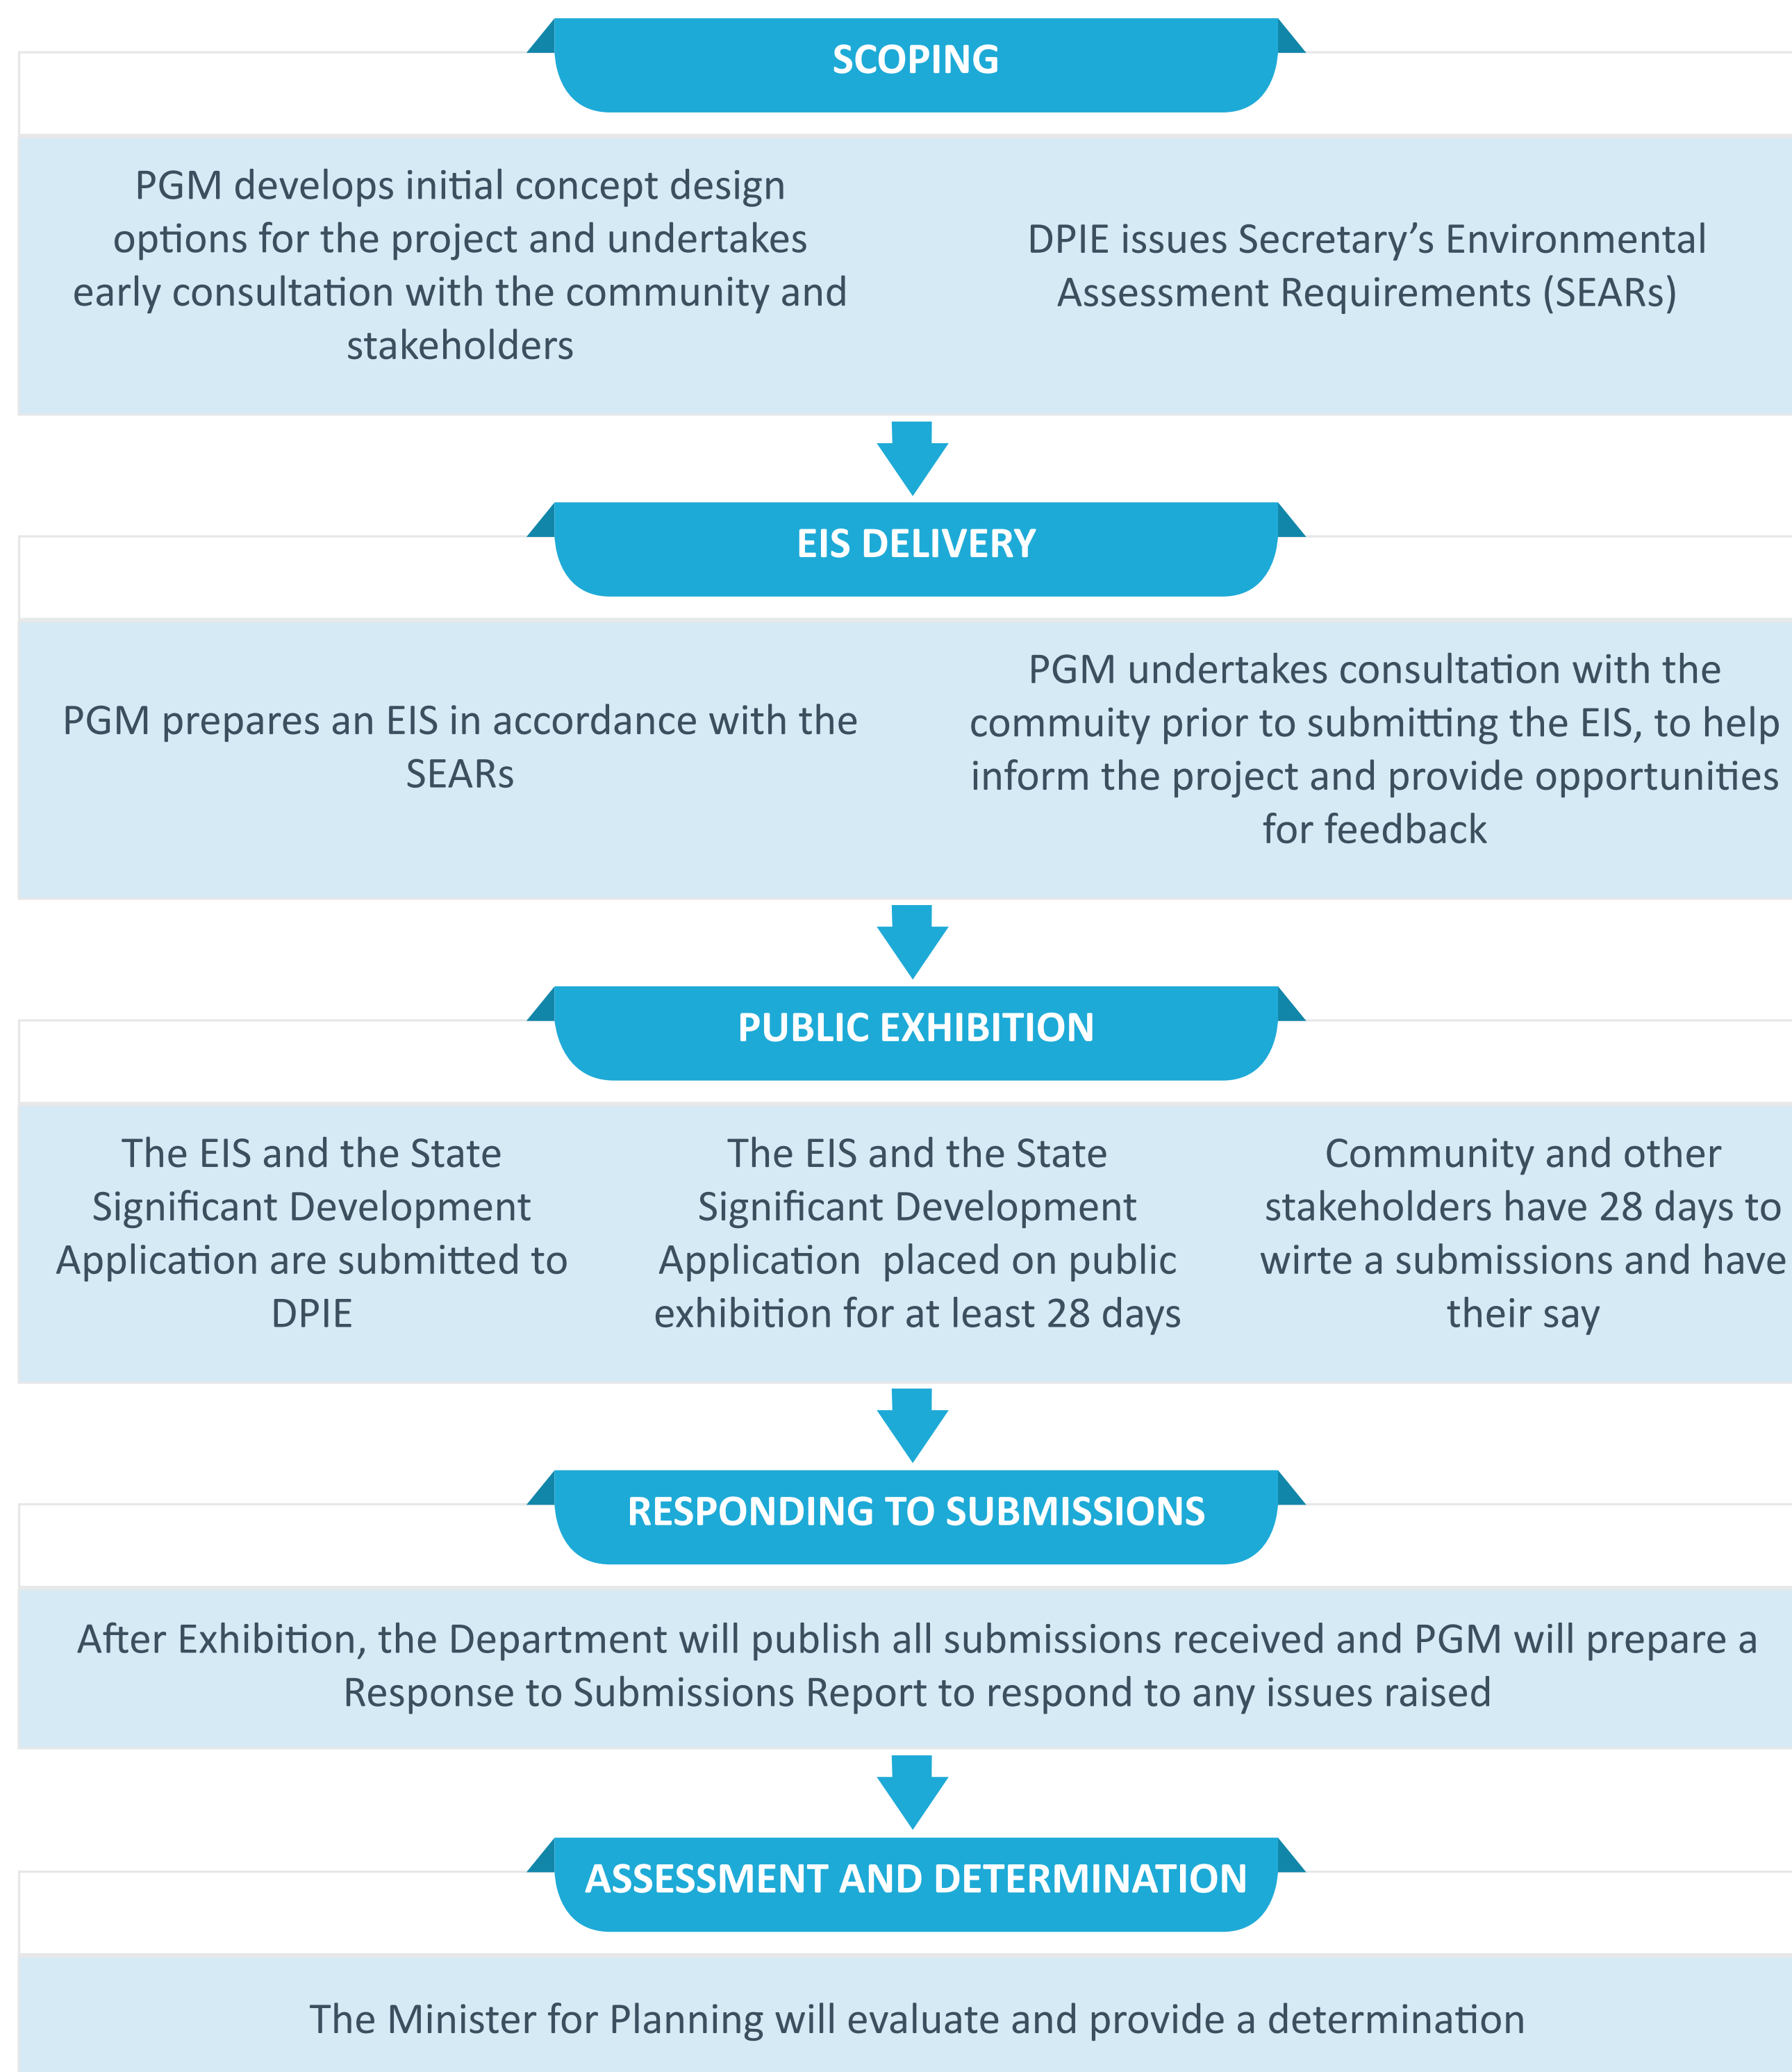 SCOPING
PGM develops initial concept design
options for the project and undertakes
early consultation with the community and
stakeholders
DPIE issues Secretary’s Environmental
Assessment Requirements (SEARs)
EIS DELIVERY
PGM prepares an EIS in accordance with the
SEARs
PGM undertakes consultation with the
commuity prior to submitting the EIS, to help
inform the project and provide opportunities
for feedback
PUBLIC EXHIBITION
The EIS and the State
Significant Development
Application are submitted to
DPIE
The EIS and the State
Significant Development
Application  placed on public
exhibition for at least 28 days
Community and other
stakeholders have 28 days to
wirte a submissions and have
their say
RESPONDING TO SUBMISSIONS
After Exhibition, the Department will publish all submissions received and PGM will prepare a
Response to Submissions Report to respond to any issues raised
ASSESSMENT AND DETERMINATION
The Minister for Planning will evaluate and provide a determination